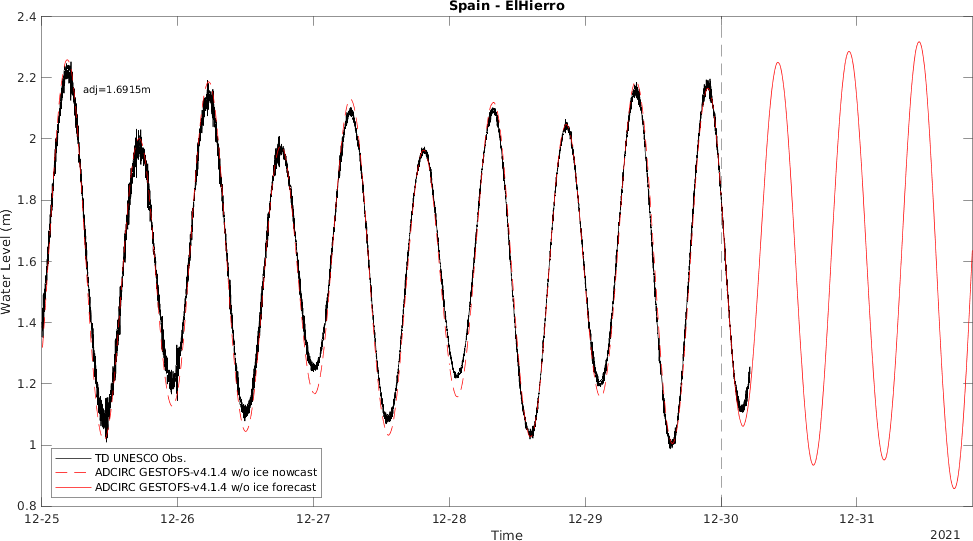 Spain - ElHierro
2.4
2.2
adj=1.6915m
2
1.8
1.6
1.4
1.2
1
0.8
Water Level (m)
TD UNESCO Obs.
ADCIRC GESTOFS-v4.1.4 w/o ice nowcast
ADCIRC GESTOFS-v4.1.4 w/o ice forecast
12-25 12-26 12-27 12-28 12-29 12-30 12-31
Time
2021